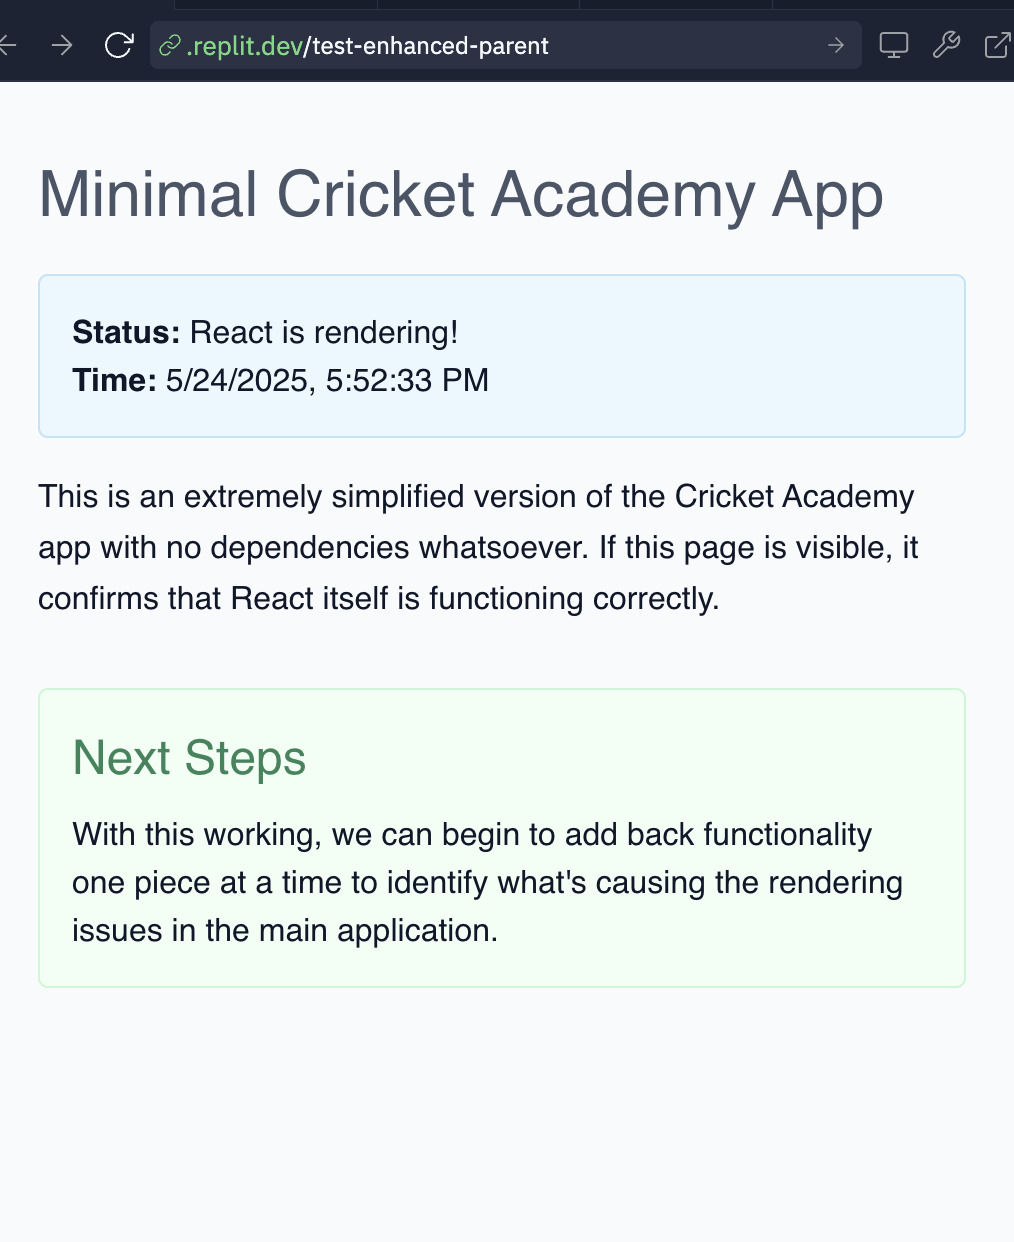 .replit.dev/test-enhanced-parent
Minimal Cricket Academy App
Status: React is rendering!
Time: 5/24/2025, 5:52:33 PM
This is an extremely simplified version of the Cricket Academy
app with no dependencies whatsoever. If this page is visible, it
confirms that React itself is functioning correctly.
Next Steps
With this working, we can begin to add back functionality
one piece at a time to identify what's causing the rendering
issues in the main application.